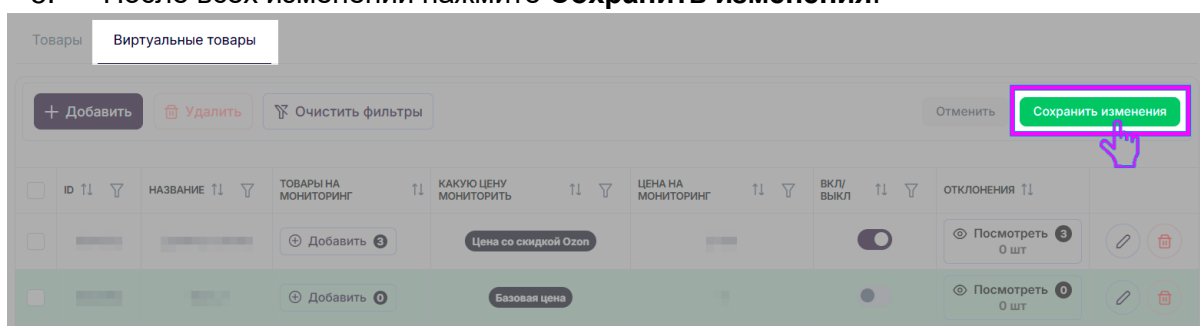 После всех изменений нажмите Сохранить изменения.
Товары Виртуальные товары
+ Добавить Удалить Очистить фильтры Отменить Сохранить изменения
ID НАЗВАНИЕ ТОВАРЫ НА МОНИТОРИНГ КАКУЮ ЦЕНУ МОНИТОРИТЬ ЦЕНА НА МОНИТОРИНГ ВКЛ/ВЫКЛ ОТКЛОНЕНИЯ
Добавить 3 Цена со скидкой Ozon Посмотреть 3
0 шт
Добавить 0 Базовая цена Посмотреть 0
0 шт